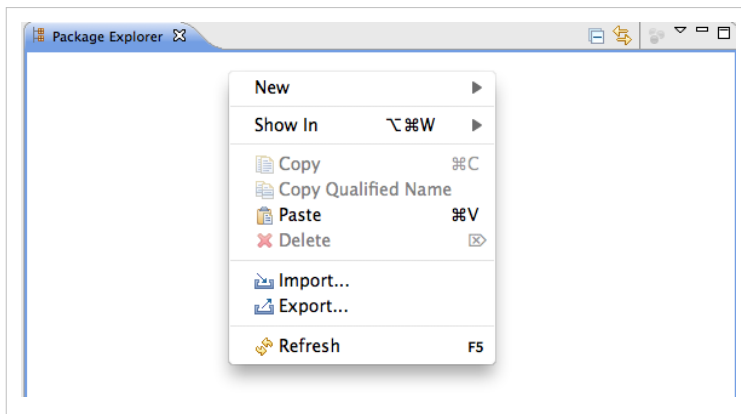 Package Explorer
New
Show In ⌥⌘W
Copy ⌘C
Copy Qualified Name
Paste ⌘V
Delete ⌦
Import...
Export...
Refresh F5